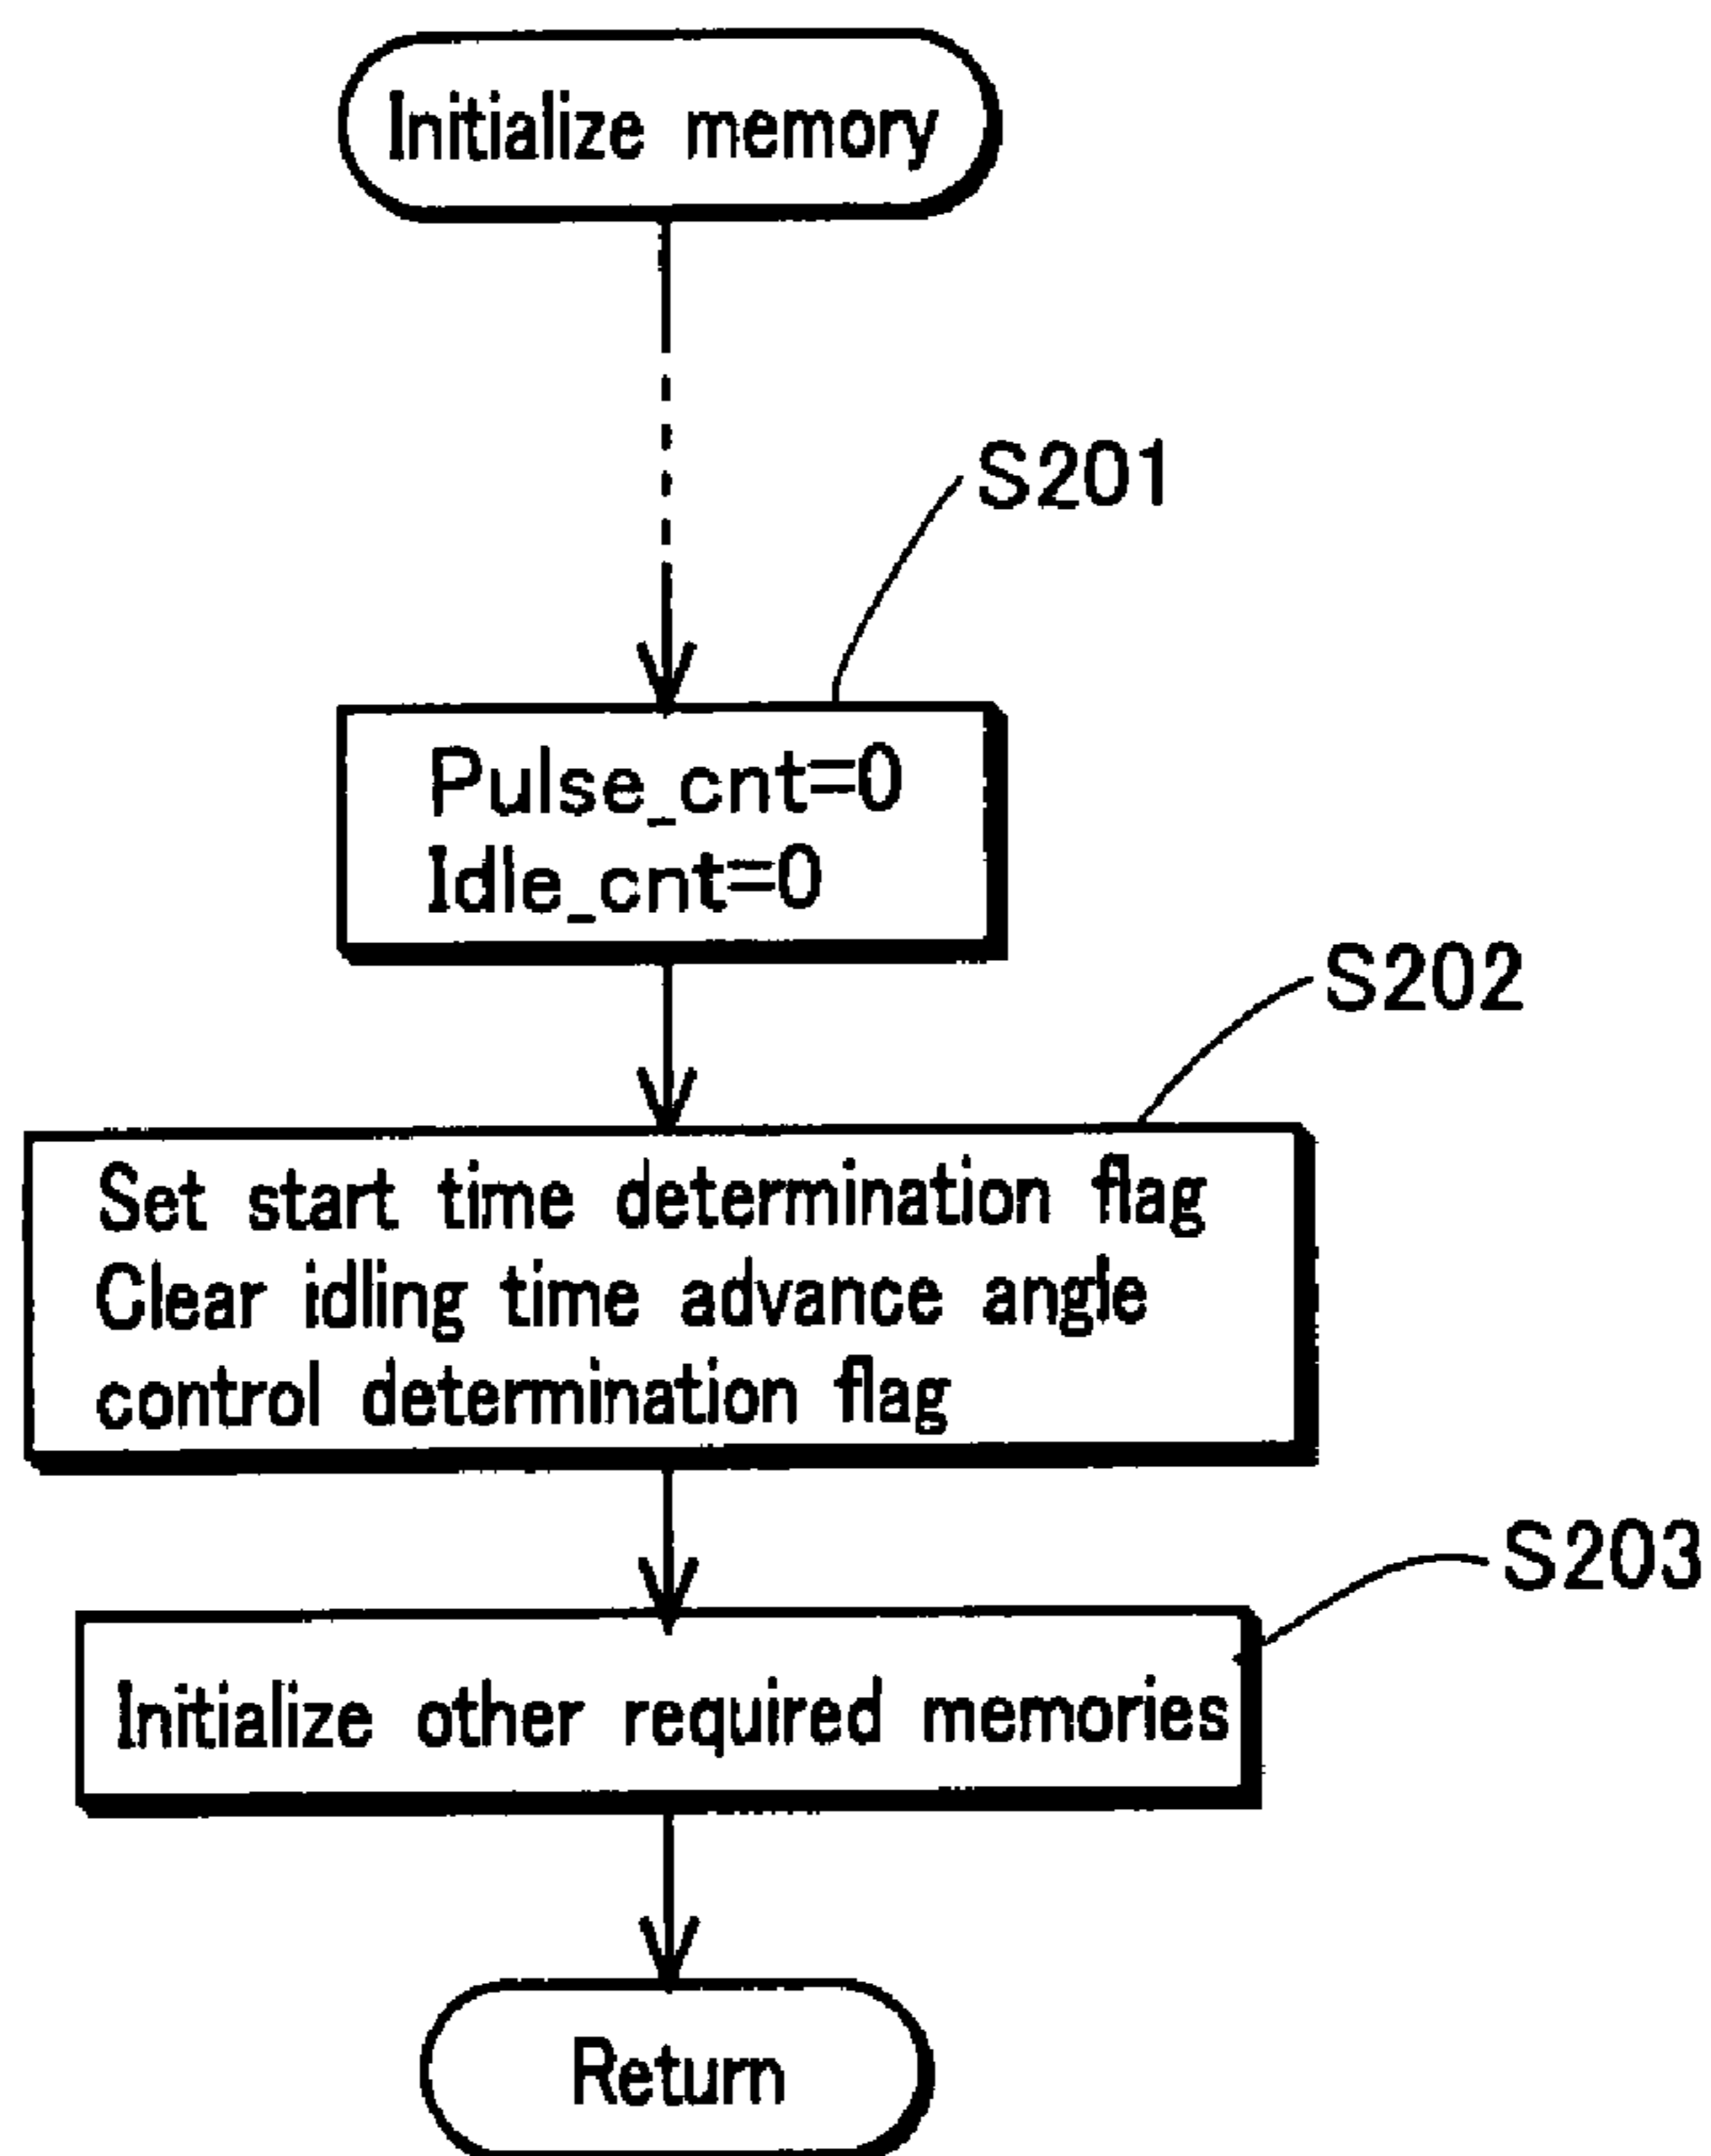 Initialize memory
S201
Pulse_cnt=0
Idle_cnt=0
S202
Set start time determination flag
Clear idling time advance angle
control determination flag
S203
Initialize other required memories
Return